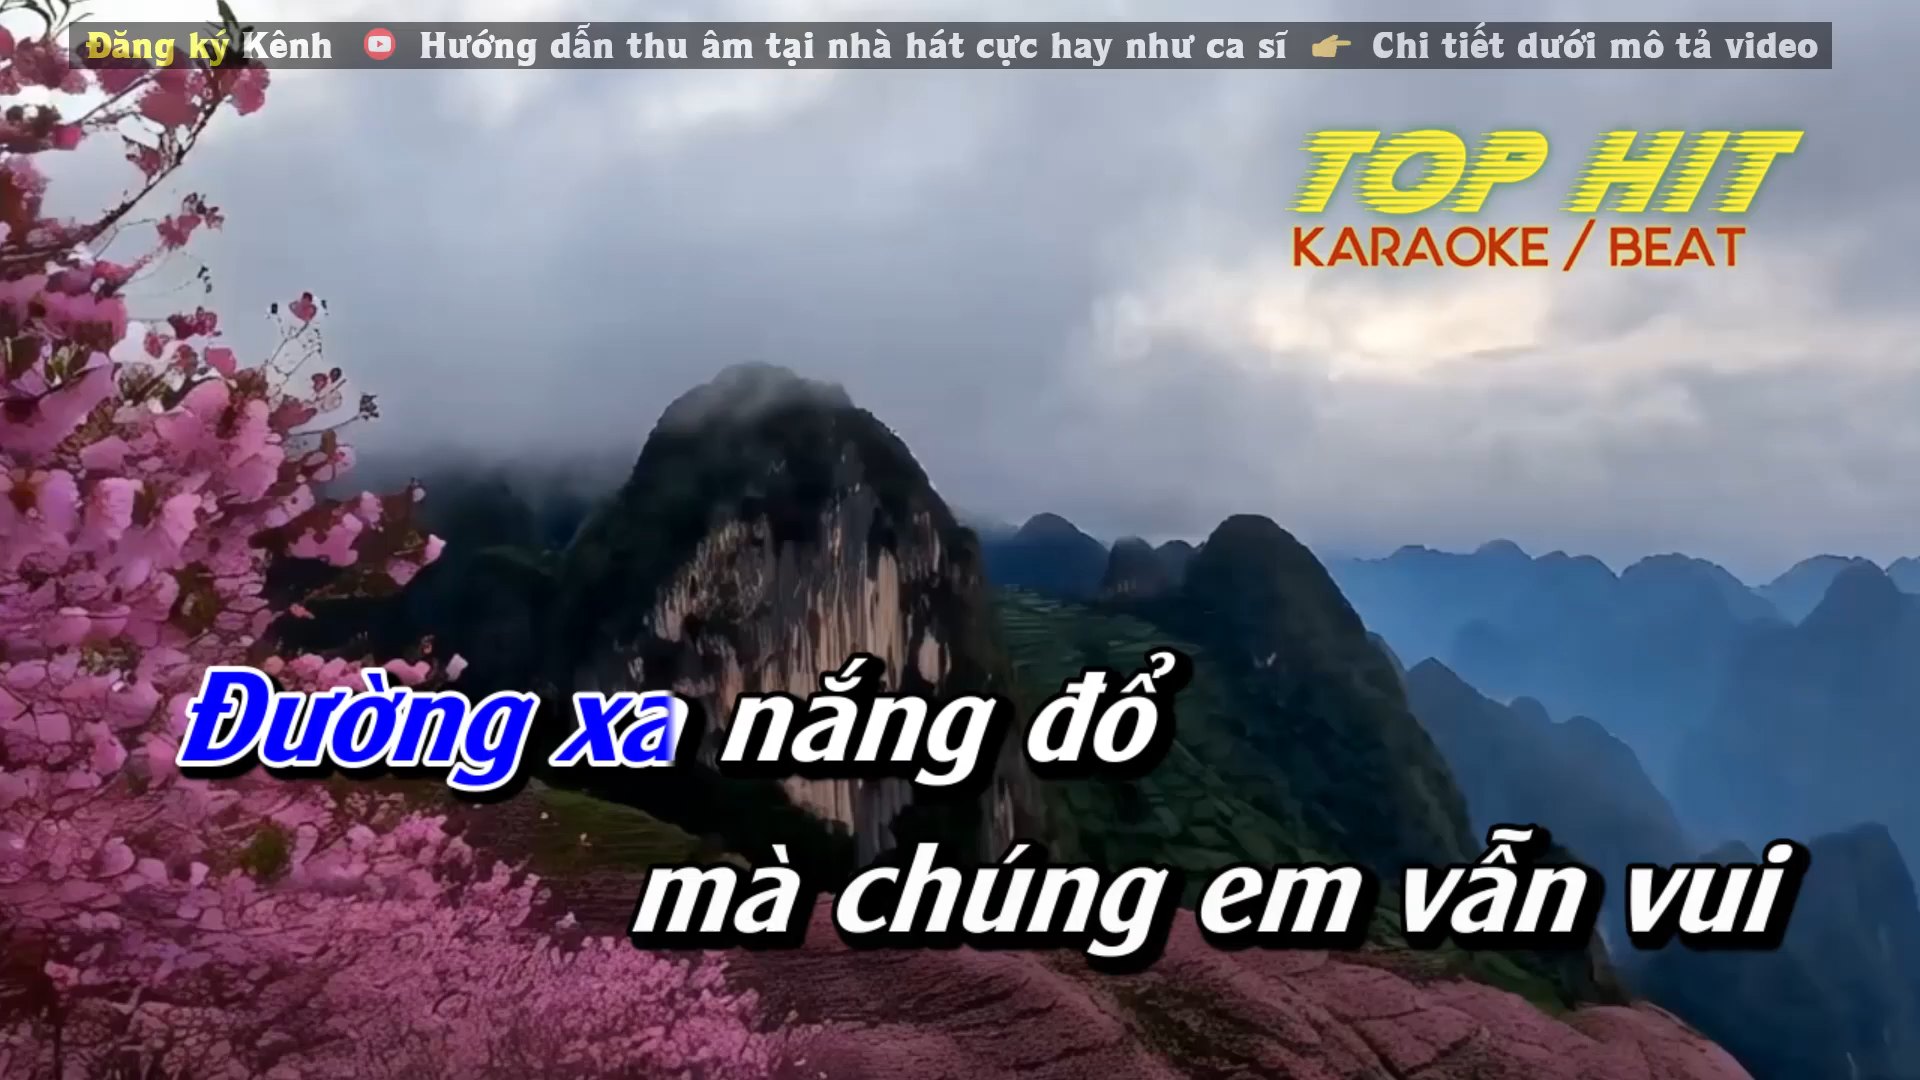 Đăng ký Kênh Hướng dẫn thu âm tại nhà hát cực hay như ca sĩ Chi tiết dưới mô tả video
TOP HIT
KARAOKE / BEAT
Đường xa nắng đổ
mà chúng em vẫn vui